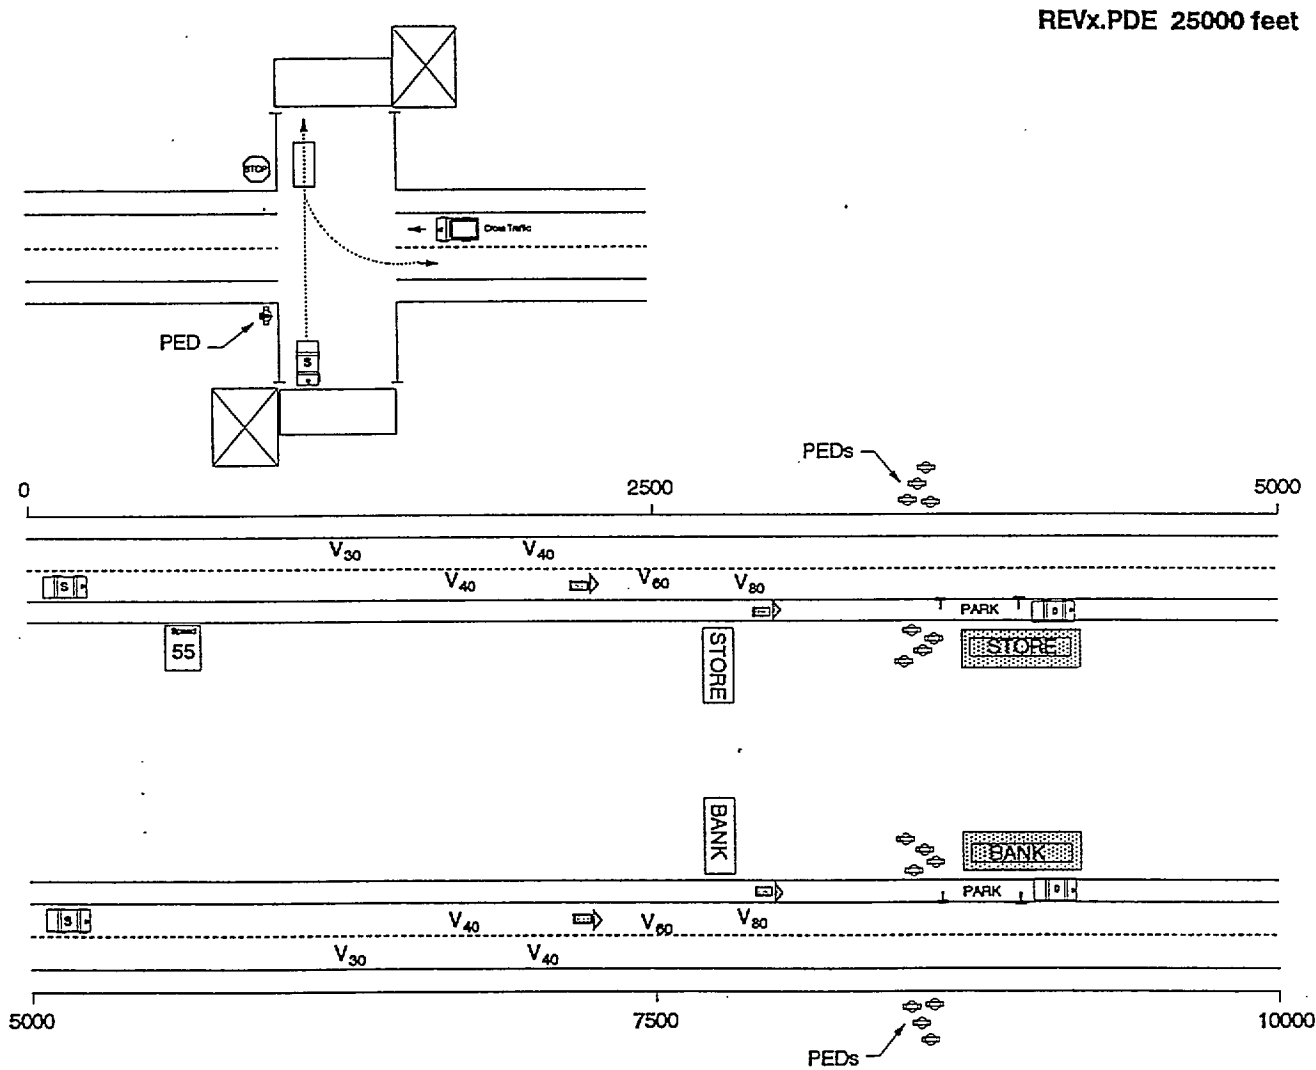 REVx.PDE 25000 feet
STOP
Cross Traffic
PED
S
PEDs
0 2500 5000
V30 V40
S V40 V60 V80
PARK D
Speed
55
STORE
STORE
BANK
BANK
PARK D
S V40 V60 V80
V30 V40
5000 7500 10000
PEDs